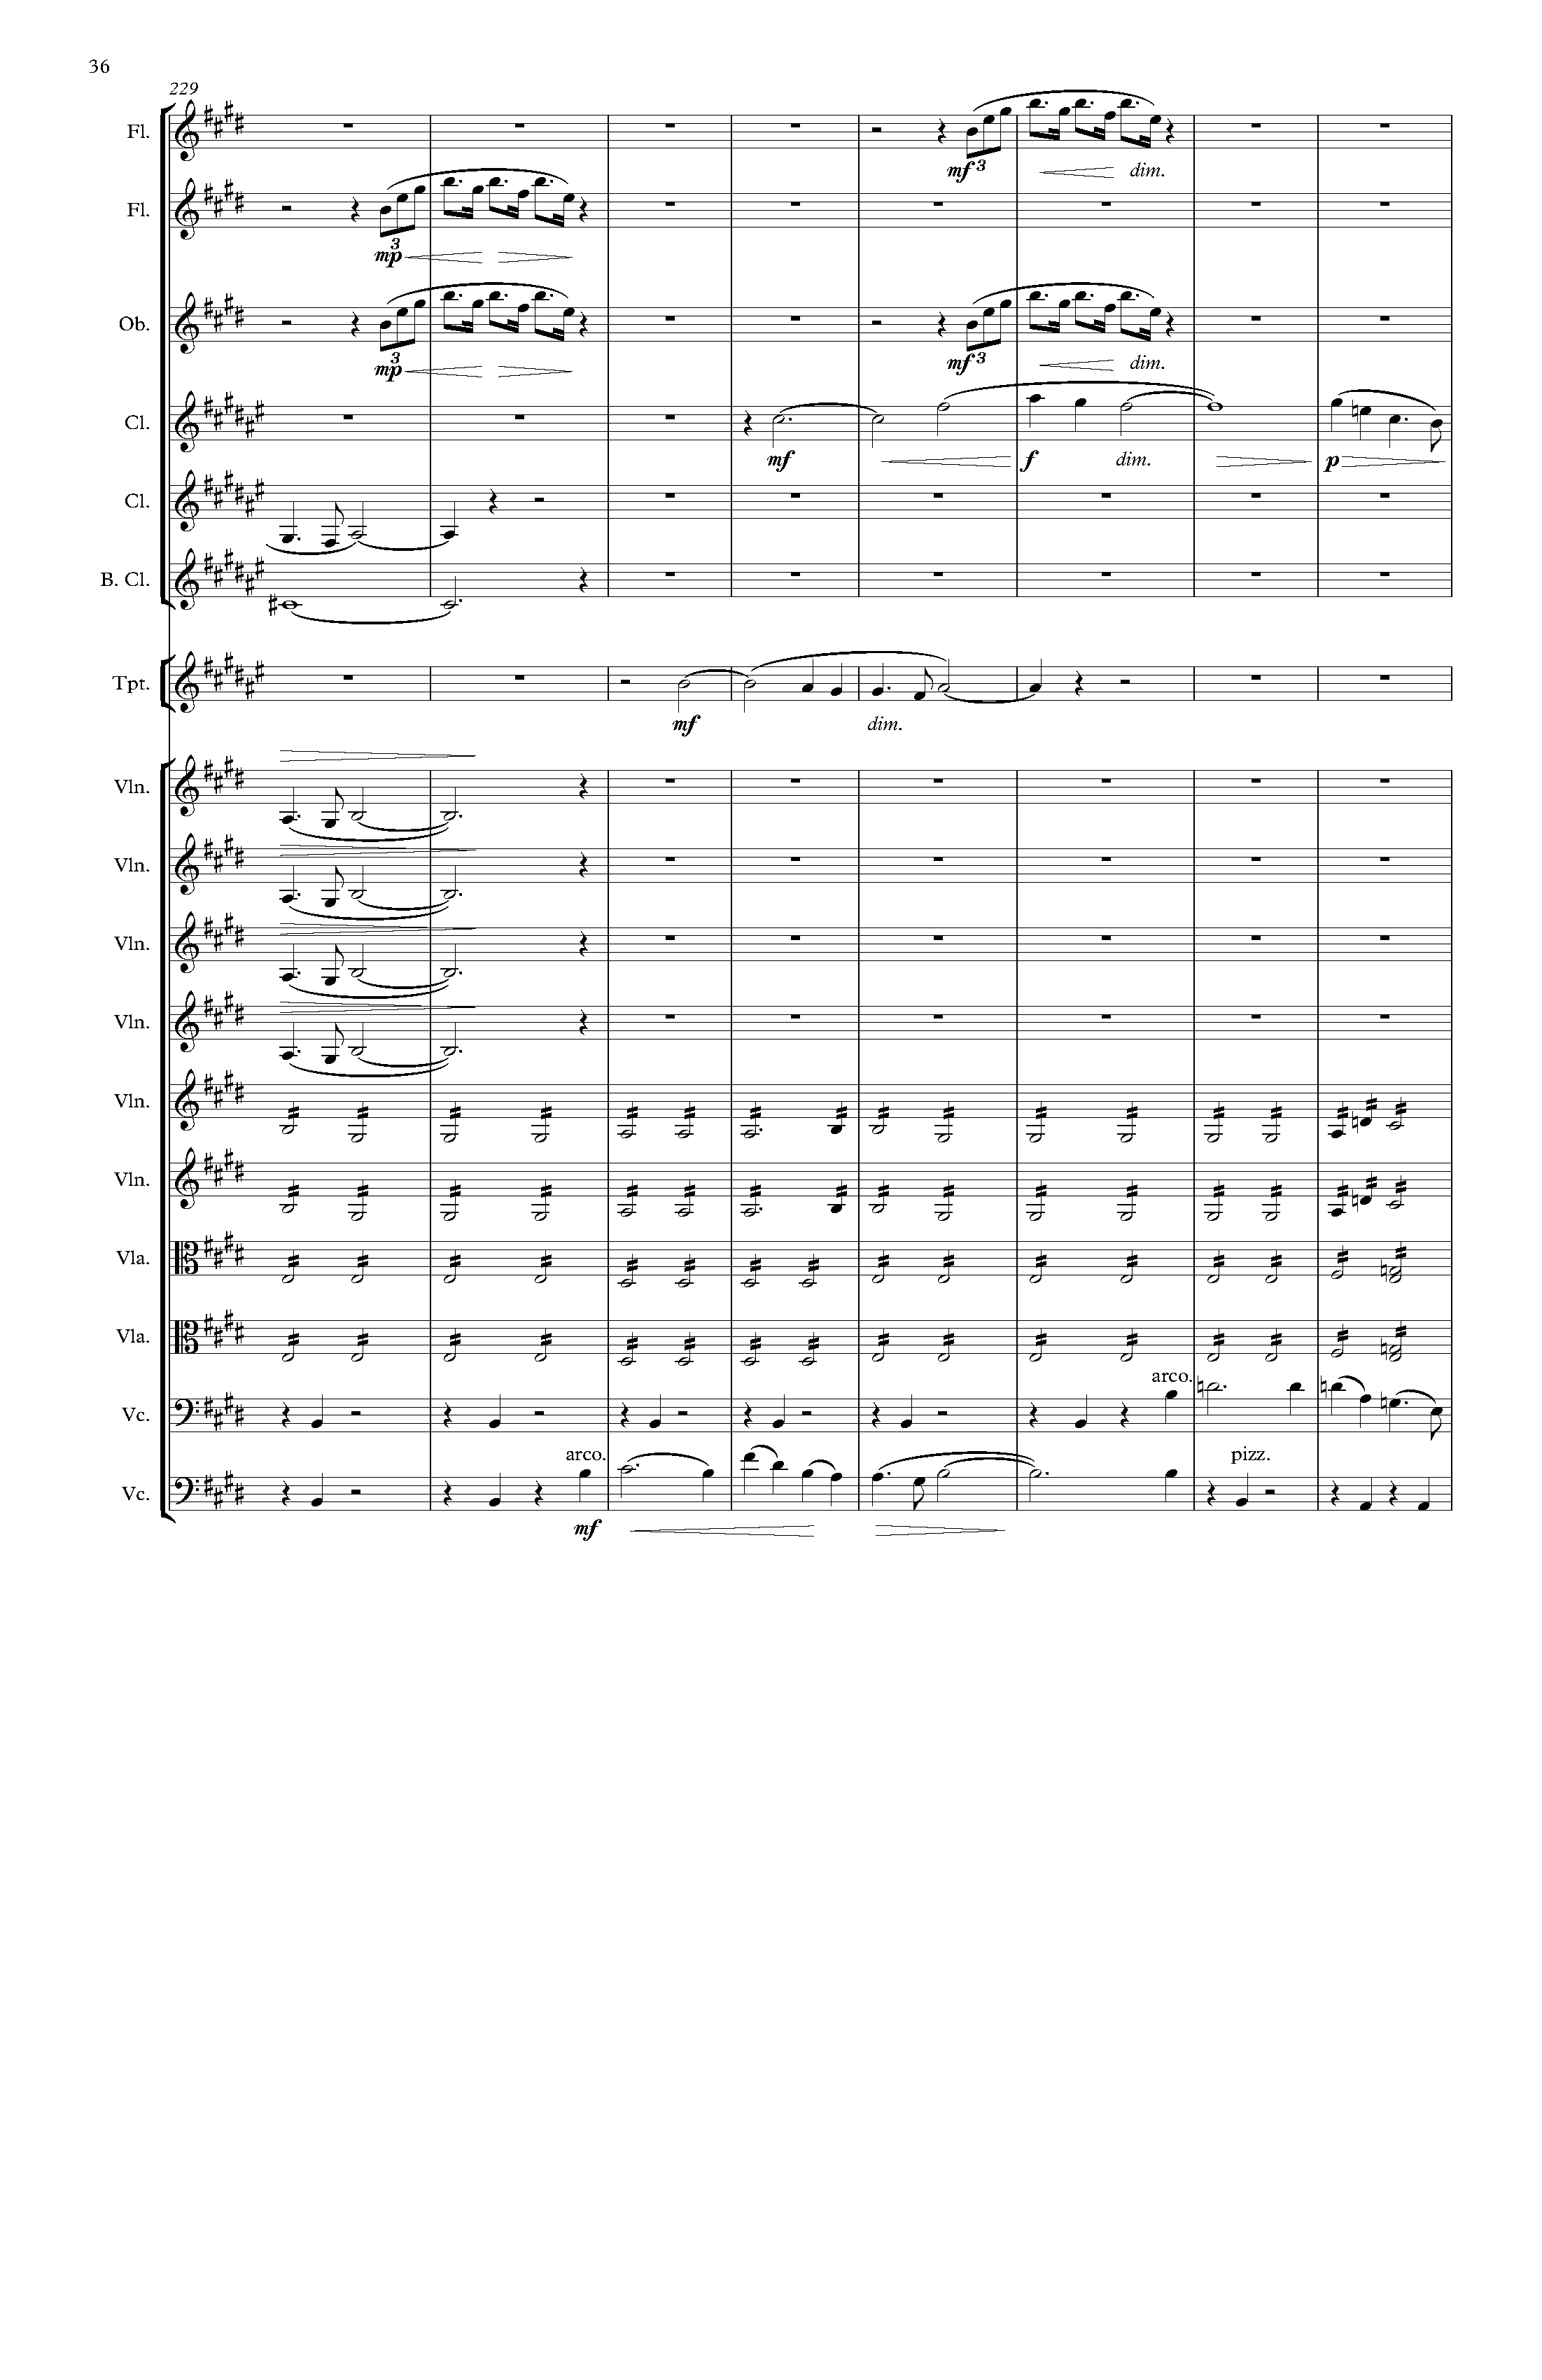 36
229
Fl.
3
mf
dim.
Fl.
3
mp
Ob.
3
mp
3
mf
dim.
Cl.
mf
f
dim.
p
Cl.
B. Cl.
Tpt.
mf
dim.
Vln.
Vln.
Vln.
Vln.
Vln.
Vln.
Vla.
Vla.
arco.
Vc.
arco.
pizz.
Vc.
mf